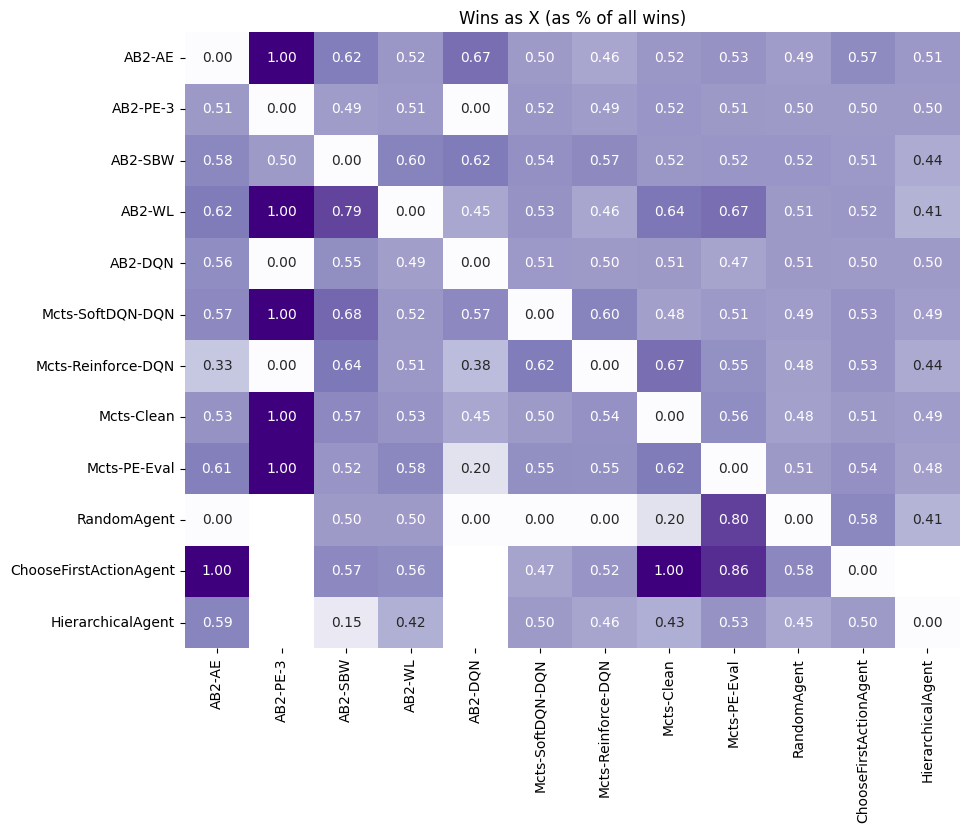 Wins as X (as % of all wins)
AB2-AE 0.00 1.00 0.62 0.52 0.67 0.50 0.46 0.52 0.53 0.49 0.57 0.51
AB2-PE-3 0.51 0.00 0.49 0.51 0.00 0.52 0.49 0.52 0.51 0.50 0.50 0.50
AB2-SBW 0.58 0.50 0.00 0.60 0.62 0.54 0.57 0.52 0.52 0.52 0.51 0.44
AB2-WL 0.62 1.00 0.79 0.00 0.45 0.53 0.46 0.64 0.67 0.51 0.52 0.41
AB2-DQN 0.56 0.00 0.55 0.49 0.00 0.51 0.50 0.51 0.47 0.51 0.50 0.50
Mcts-SoftDQN-DQN 0.57 1.00 0.68 0.52 0.57 0.00 0.60 0.48 0.51 0.49 0.53 0.49
Mcts-Reinforce-DQN 0.33 0.00 0.64 0.51 0.38 0.62 0.00 0.67 0.55 0.48 0.53 0.44
Mcts-Clean 0.53 1.00 0.57 0.53 0.45 0.50 0.54 0.00 0.56 0.48 0.51 0.49
Mcts-PE-Eval 0.61 1.00 0.52 0.58 0.20 0.55 0.55 0.62 0.00 0.51 0.54 0.48
RandomAgent 0.00 0.50 0.50 0.00 0.00 0.00 0.20 0.80 0.00 0.58 0.41
ChooseFirstActionAgent 1.00 0.57 0.56 0.47 0.52 1.00 0.86 0.58 0.00
HierarchicalAgent 0.59 0.15 0.42 0.50 0.46 0.43 0.53 0.45 0.50 0.00
AB2-AE
AB2-PE-3
AB2-SBW
AB2-WL
AB2-DQN
Mcts-SoftDQN-DQN
Mcts-Reinforce-DQN
Mcts-Clean
Mcts-PE-Eval
RandomAgent
ChooseFirstActionAgent
HierarchicalAgent